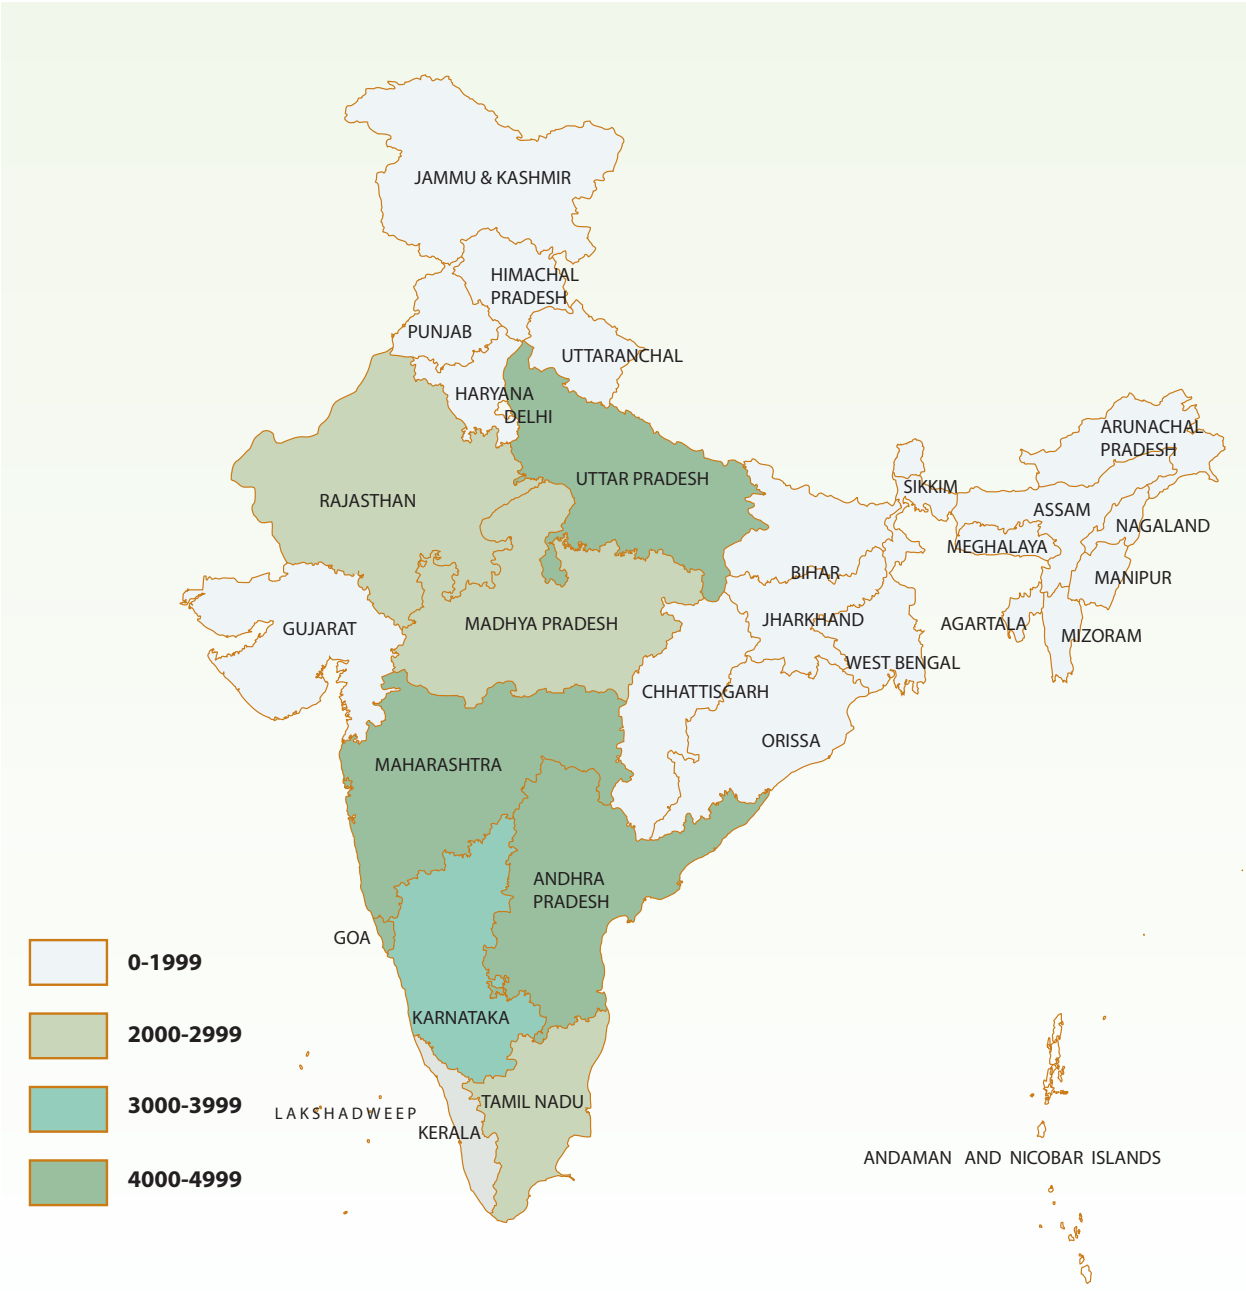 JAMMU & KASHMIR
HIMACHAL
PRADESH
PUNJAB
UTTARANCHAL
HARYANA
DELHI
ARUNACHAL
PRADESH
UTTAR PRADESH
SIKKIM
RAJASTHAN
ASSAM
NAGALAND
MEGHALAYA
BIHAR
MANIPUR
GUJARAT
MADHYA PRADESH
JHARKHAND
AGARTALA
MIZORAM
WEST BENGAL
CHHATTISGARH
ORISSA
MAHARASHTRA
ANDHRA
PRADESH
GOA
KARNATAKA
TAMIL NADU
LAKSHADWEEP
KERALA
ANDAMAN AND NICOBAR ISLANDS
0-1999
2000-2999
3000-3999
4000-4999